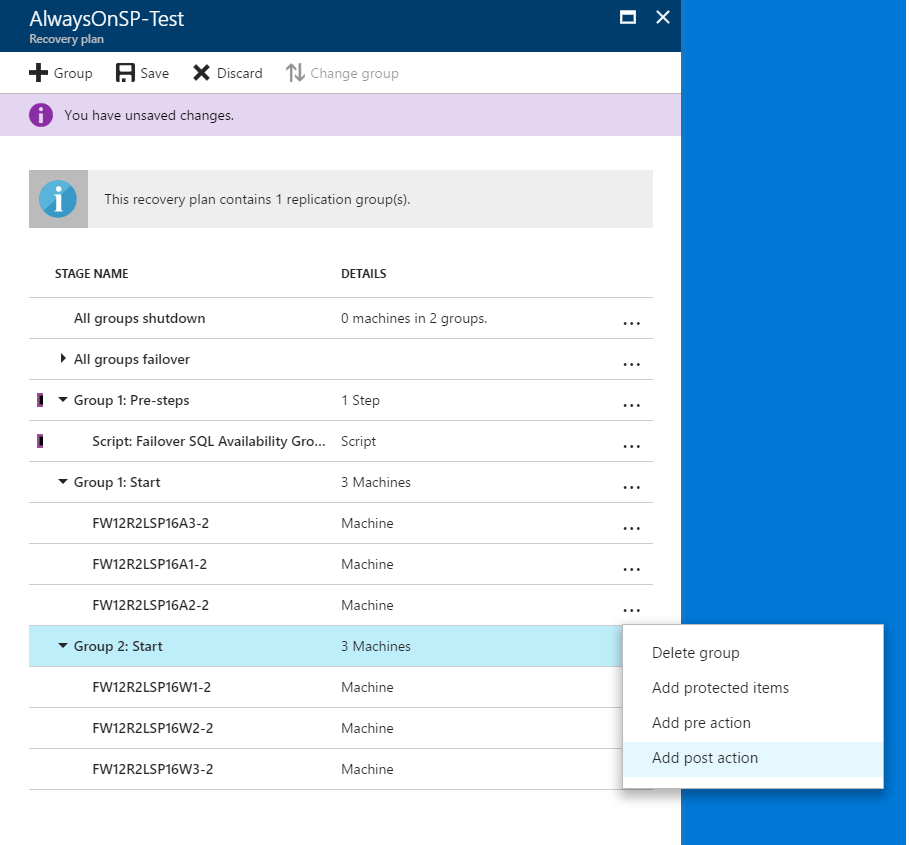 AlwaysOnSP-Test
Recovery plan
Group Save Discard Change group
You have unsaved changes.
This recovery plan contains 1 replication group(s).
STAGE NAME DETAILS
All groups shutdown 0 machines in 2 groups. ...
All groups failover ...
Group 1: Pre-steps 1 Step ...
Script: Failover SQL Availability Gro... Script ...
Group 1: Start 3 Machines ...
FW12R2LSP16A3-2 Machine ...
FW12R2LSP16A1-2 Machine ...
FW12R2LSP16A2-2 Machine ...
Group 2: Start 3 Machines
FW12R2LSP16W1-2 Machine
FW12R2LSP16W2-2 Machine
FW12R2LSP16W3-2 Machine
Delete group
Add protected items
Add pre action
Add post action